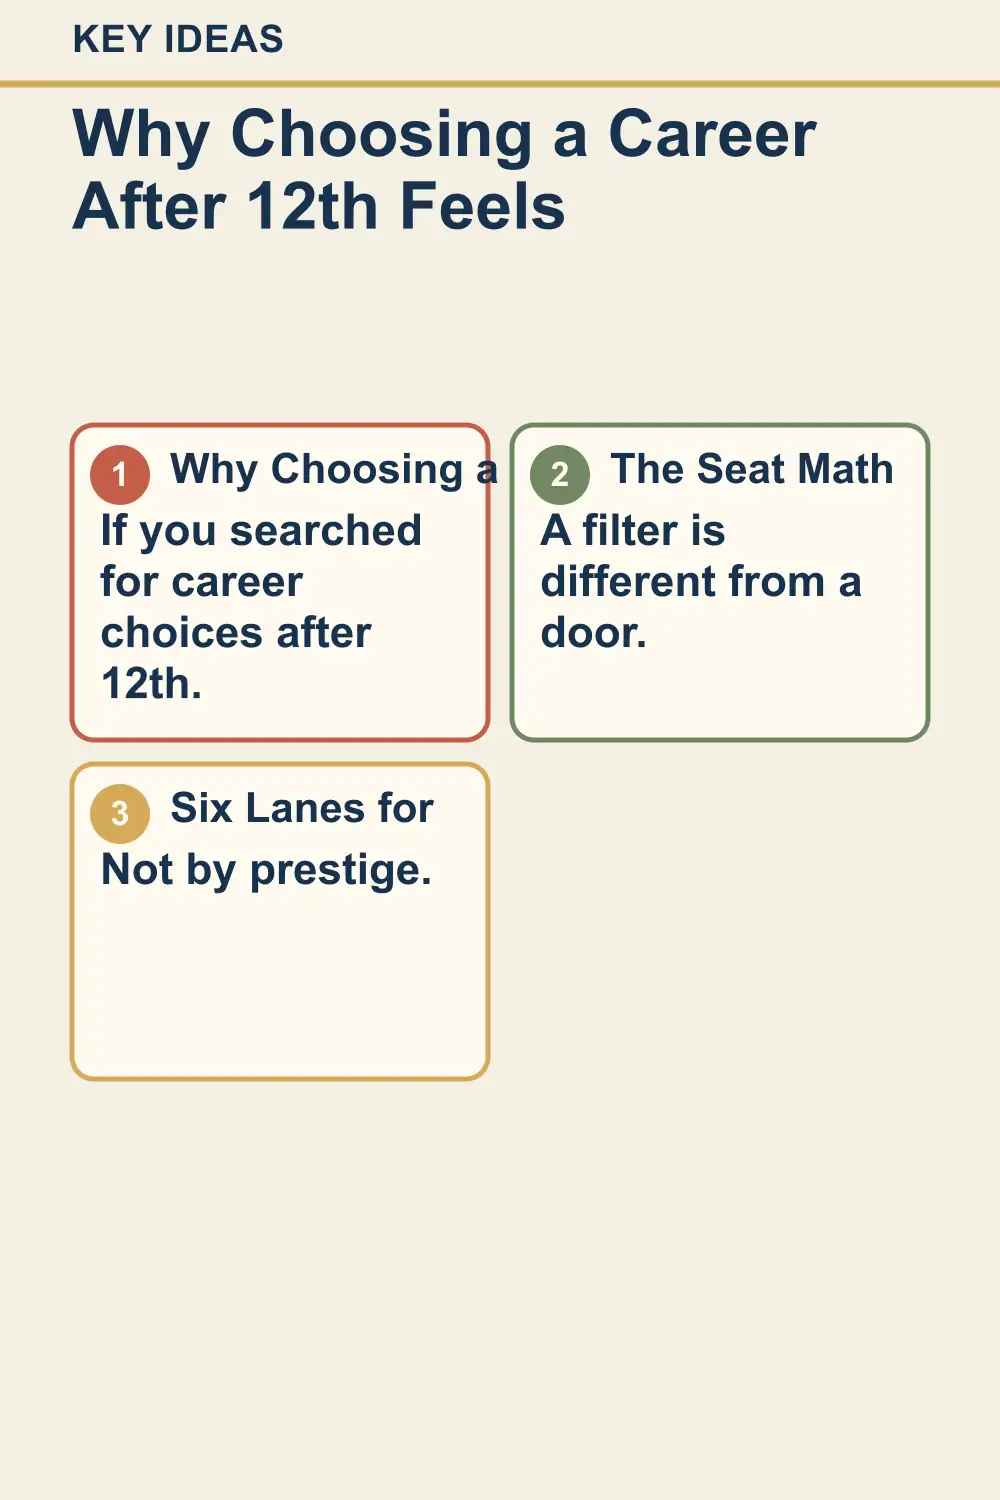 KEY IDEAS
Why Choosing a Career
After 12th Feels
1 Why Choosing a
If you searched
for career
choices after
12th.
2 The Seat Math
A filter is
different from a
door.
3 Six Lanes for
Not by prestige.